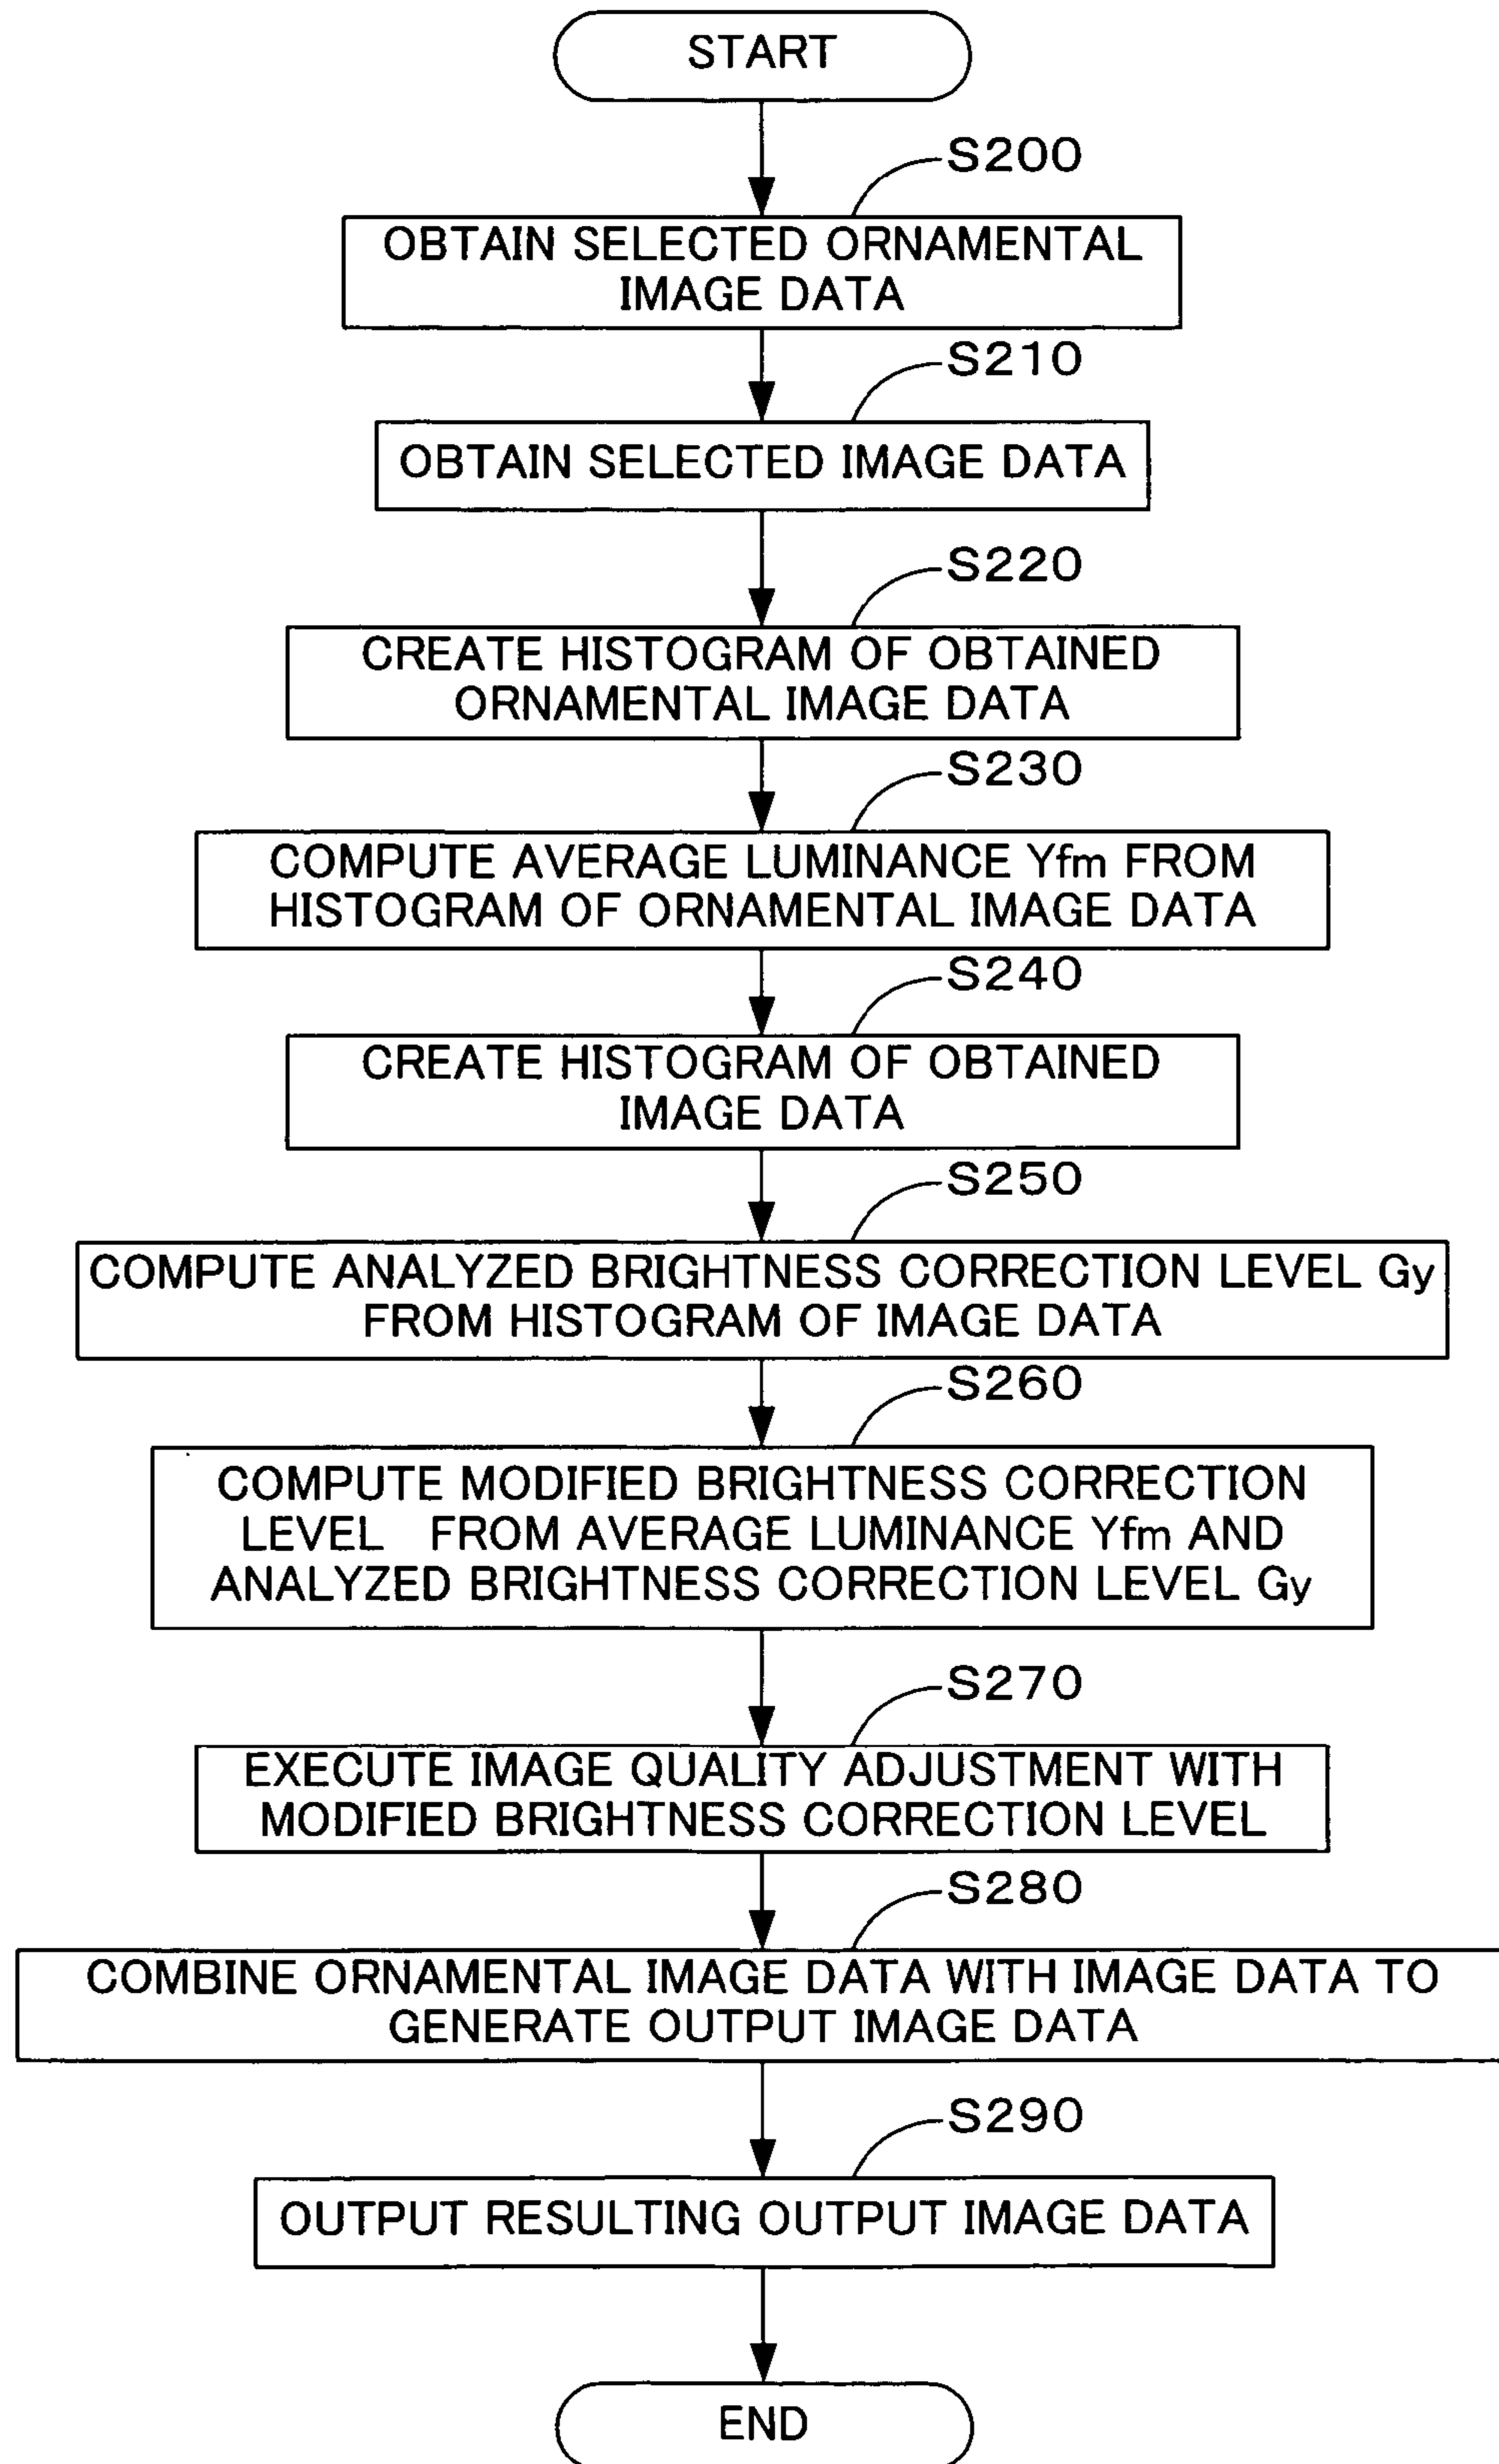 START
S200
OBTAIN SELECTED ORNAMENTAL
IMAGE DATA
S210
OBTAIN SELECTED IMAGE DATA
S220
CREATE HISTOGRAM OF OBTAINED
ORNAMENTAL IMAGE DATA
S230
COMPUTE AVERAGE LUMINANCE Yfm FROM
HISTOGRAM OF ORNAMENTAL IMAGE DATA
S240
CREATE HISTOGRAM OF OBTAINED
IMAGE DATA
S250
COMPUTE ANALYZED BRIGHTNESS CORRECTION LEVEL Gy
FROM HISTOGRAM OF IMAGE DATA
S260
COMPUTE MODIFIED BRIGHTNESS CORRECTION
LEVEL FROM AVERAGE LUMINANCE Yfm AND
ANALYZED BRIGHTNESS CORRECTION LEVEL Gy
S270
EXECUTE IMAGE QUALITY ADJUSTMENT WITH
MODIFIED BRIGHTNESS CORRECTION LEVEL
S280
COMBINE ORNAMENTAL IMAGE DATA WITH IMAGE DATA TO
GENERATE OUTPUT IMAGE DATA
S290
OUTPUT RESULTING OUTPUT IMAGE DATA
END